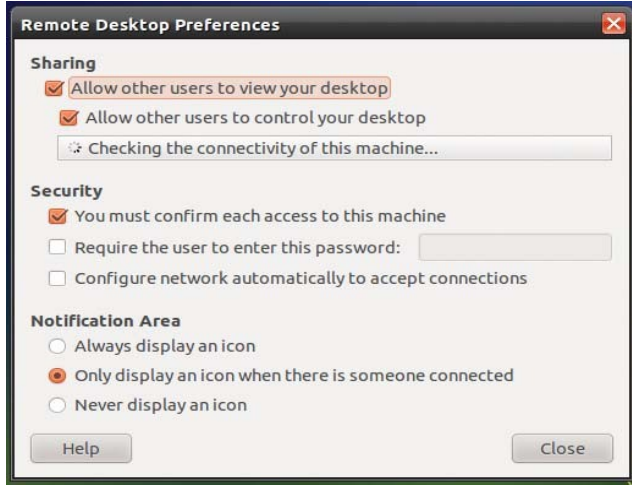 Remote Desktop Preferences
Sharing
Allow other users to view your desktop
Allow other users to control your desktop
Checking the connectivity of this machine...
Security
You must confirm each access to this machine
Require the user to enter this password:
Configure network automatically to accept connections
Notification Area
Always display an icon
Only display an icon when there is someone connected
Never display an icon
Help Close